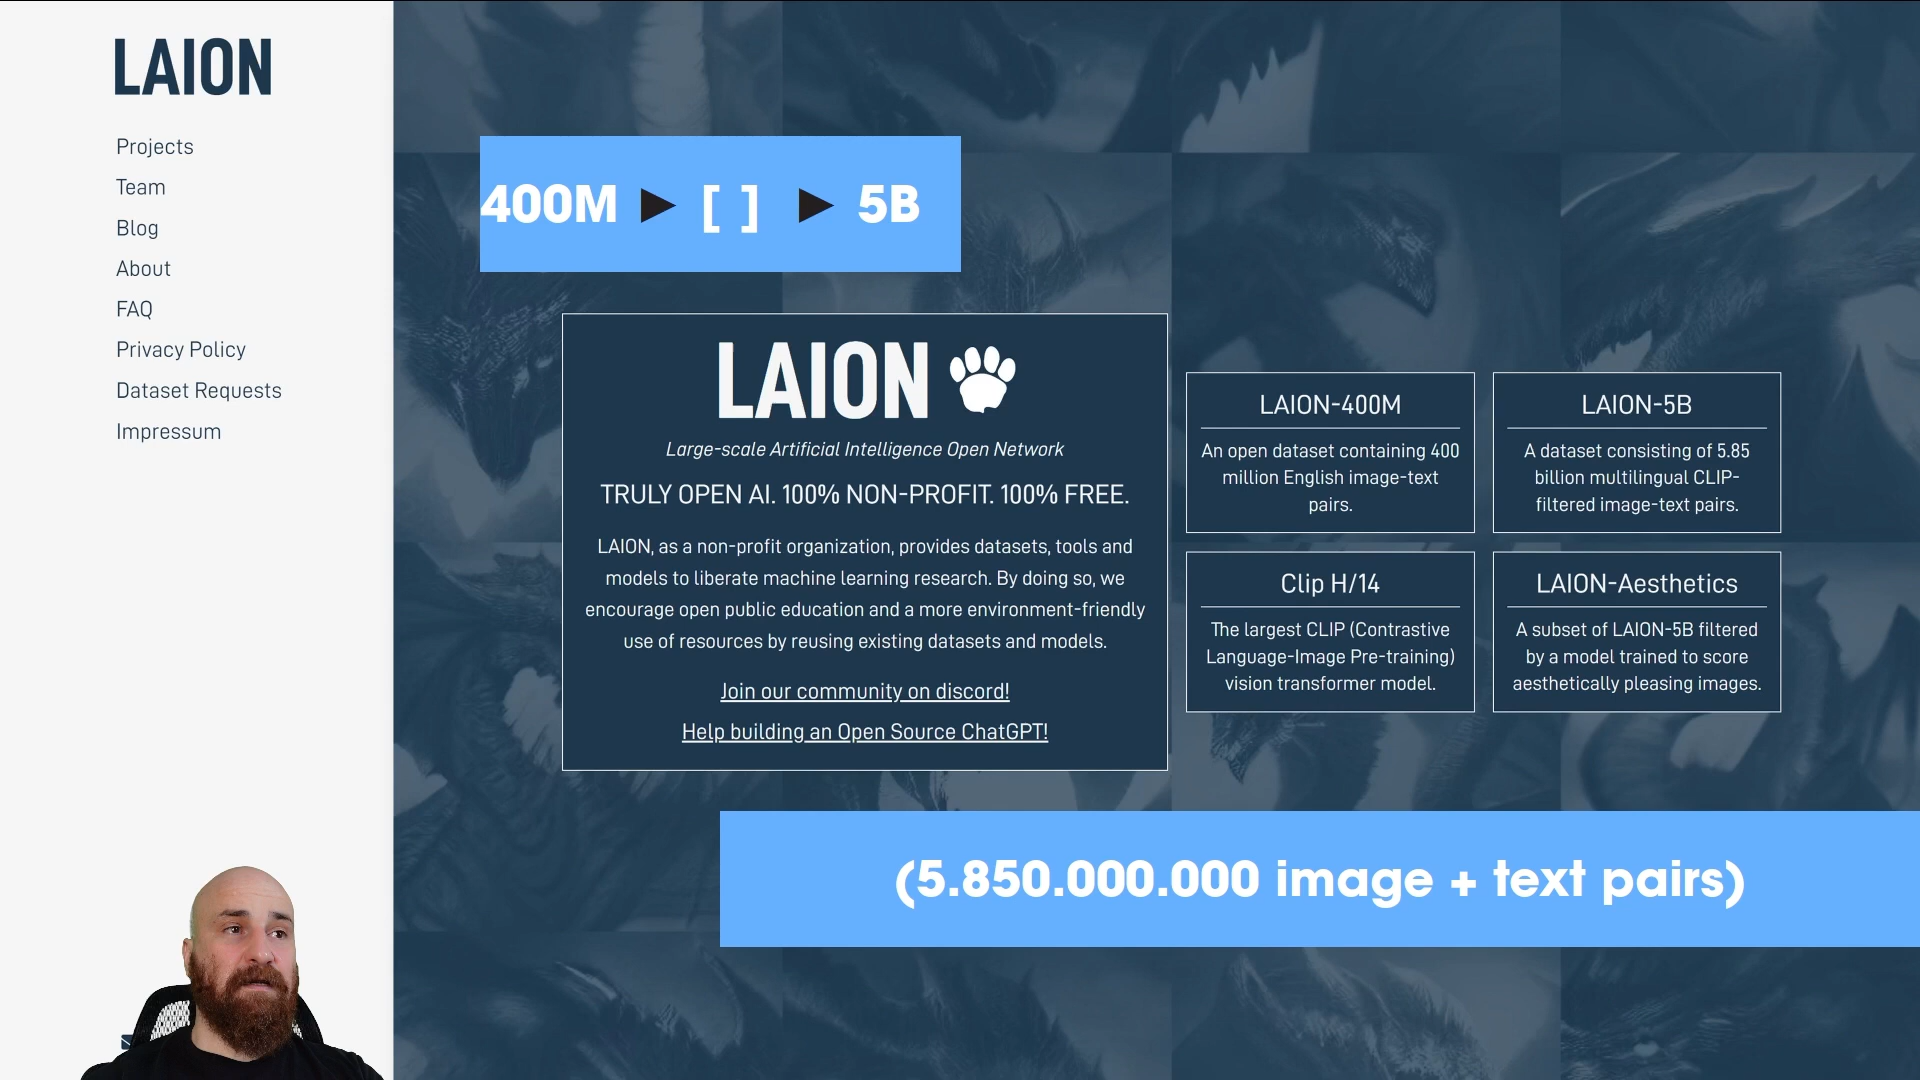 LAION
Projects
Team
Blog
About
FAQ
Privacy Policy
Dataset Requests
Impressum
400M ▶ [ ] ▶ 5B
LAION
Large-scale Artificial Intelligence Open Network
TRULY OPEN AI. 100% NON-PROFIT. 100% FREE.
LAION, as a non-profit organization, provides datasets, tools and
models to liberate machine learning research. By doing so, we
encourage open public education and a more environment-friendly
use of resources by reusing existing datasets and models.
Join our community on discord!
Help building an Open Source ChatGPT!
LAION-400M
An open dataset containing 400
million English image-text
pairs.
LAION-5B
A dataset consisting of 5.85
billion multilingual CLIP-
filtered image-text pairs.
Clip H/14
The largest CLIP (Contrastive
Language-Image Pre-training)
vision transformer model.
LAION-Aesthetics
A subset of LAION-5B filtered
by a model trained to score
aesthetically pleasing images.
(5.850.000.000 image + text pairs)